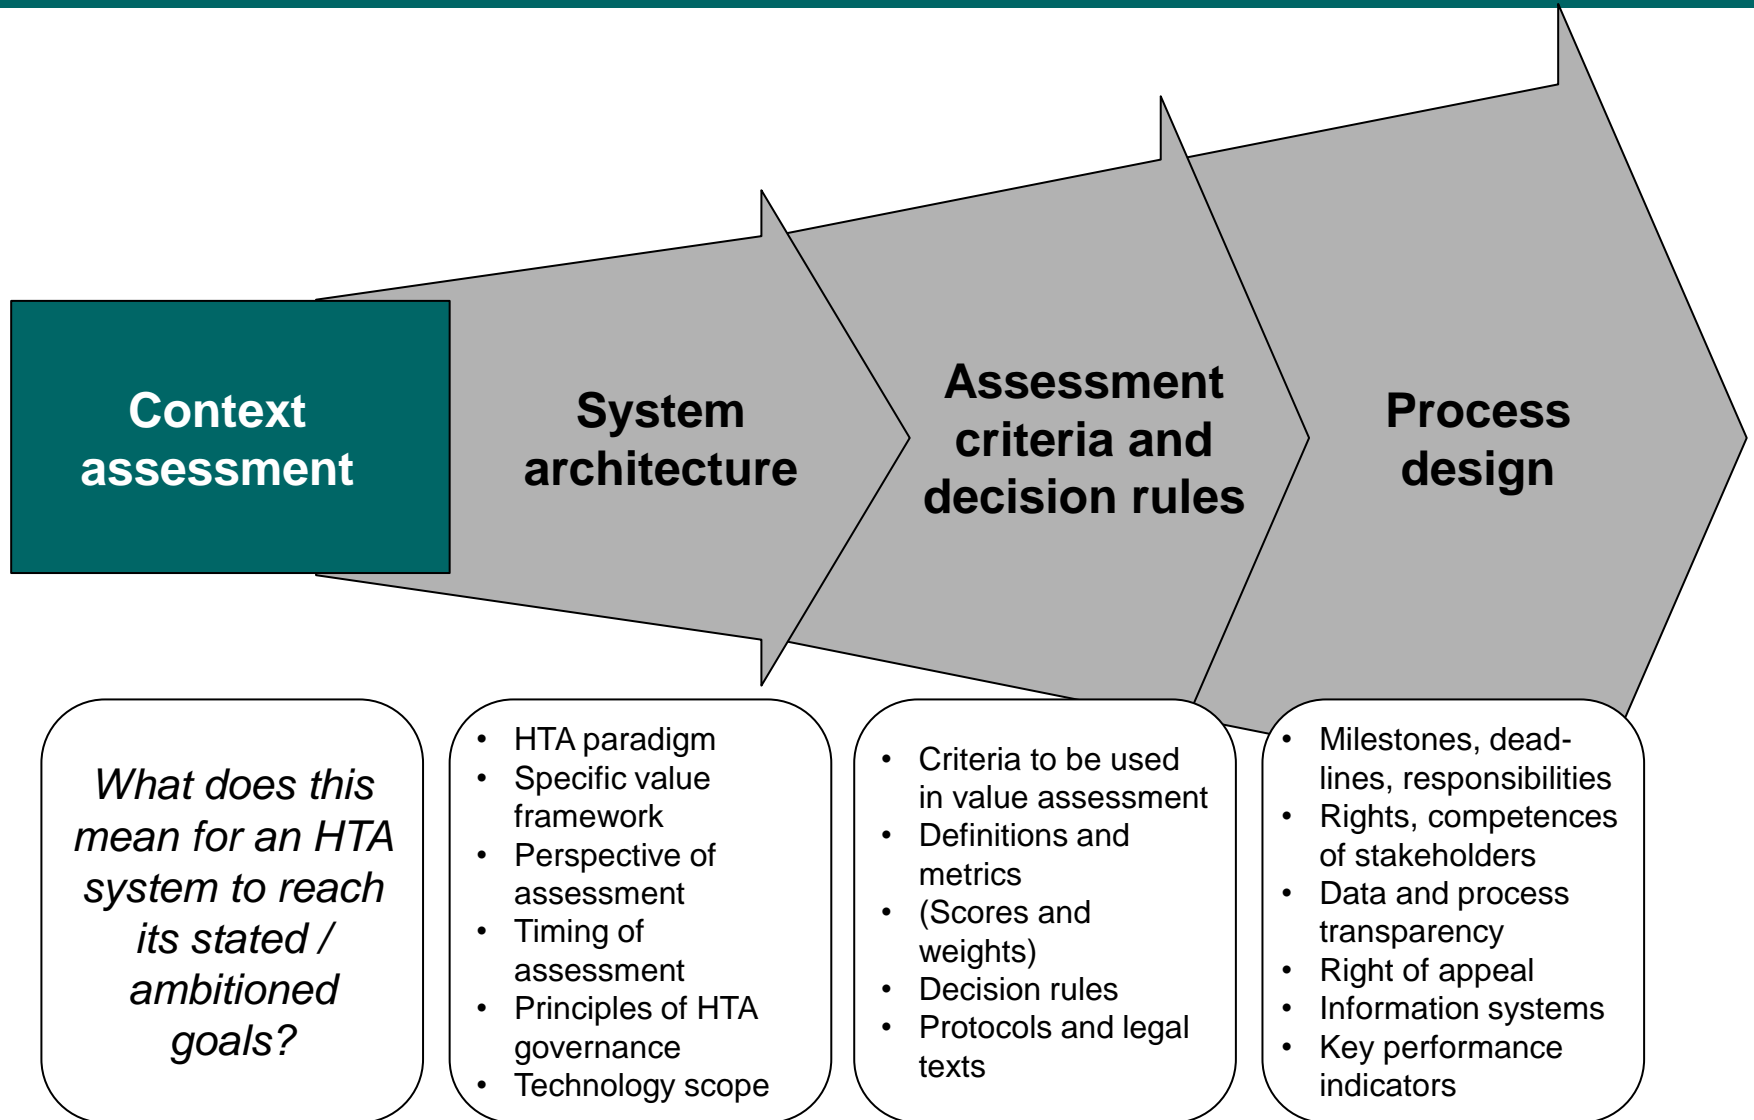 Context
assessment
System
architecture
Assessment
criteria and
decision rules
Process
design
What does this
mean for an HTA
system to reach
its stated /
ambitioned
goals?
• HTA paradigm
• Specific value
framework
• Perspective of
assessment
• Timing of
assessment
• Principles of HTA
governance
• Technology scope
• Criteria to be used
in value assessment
• Definitions and
metrics
• (Scores and
weights)
• Decision rules
• Protocols and legal
texts
• Milestones, dead-
lines, responsibilities
• Rights, competences
of stakeholders
• Data and process
transparency
• Right of appeal
• Information systems
• Key performance
indicators